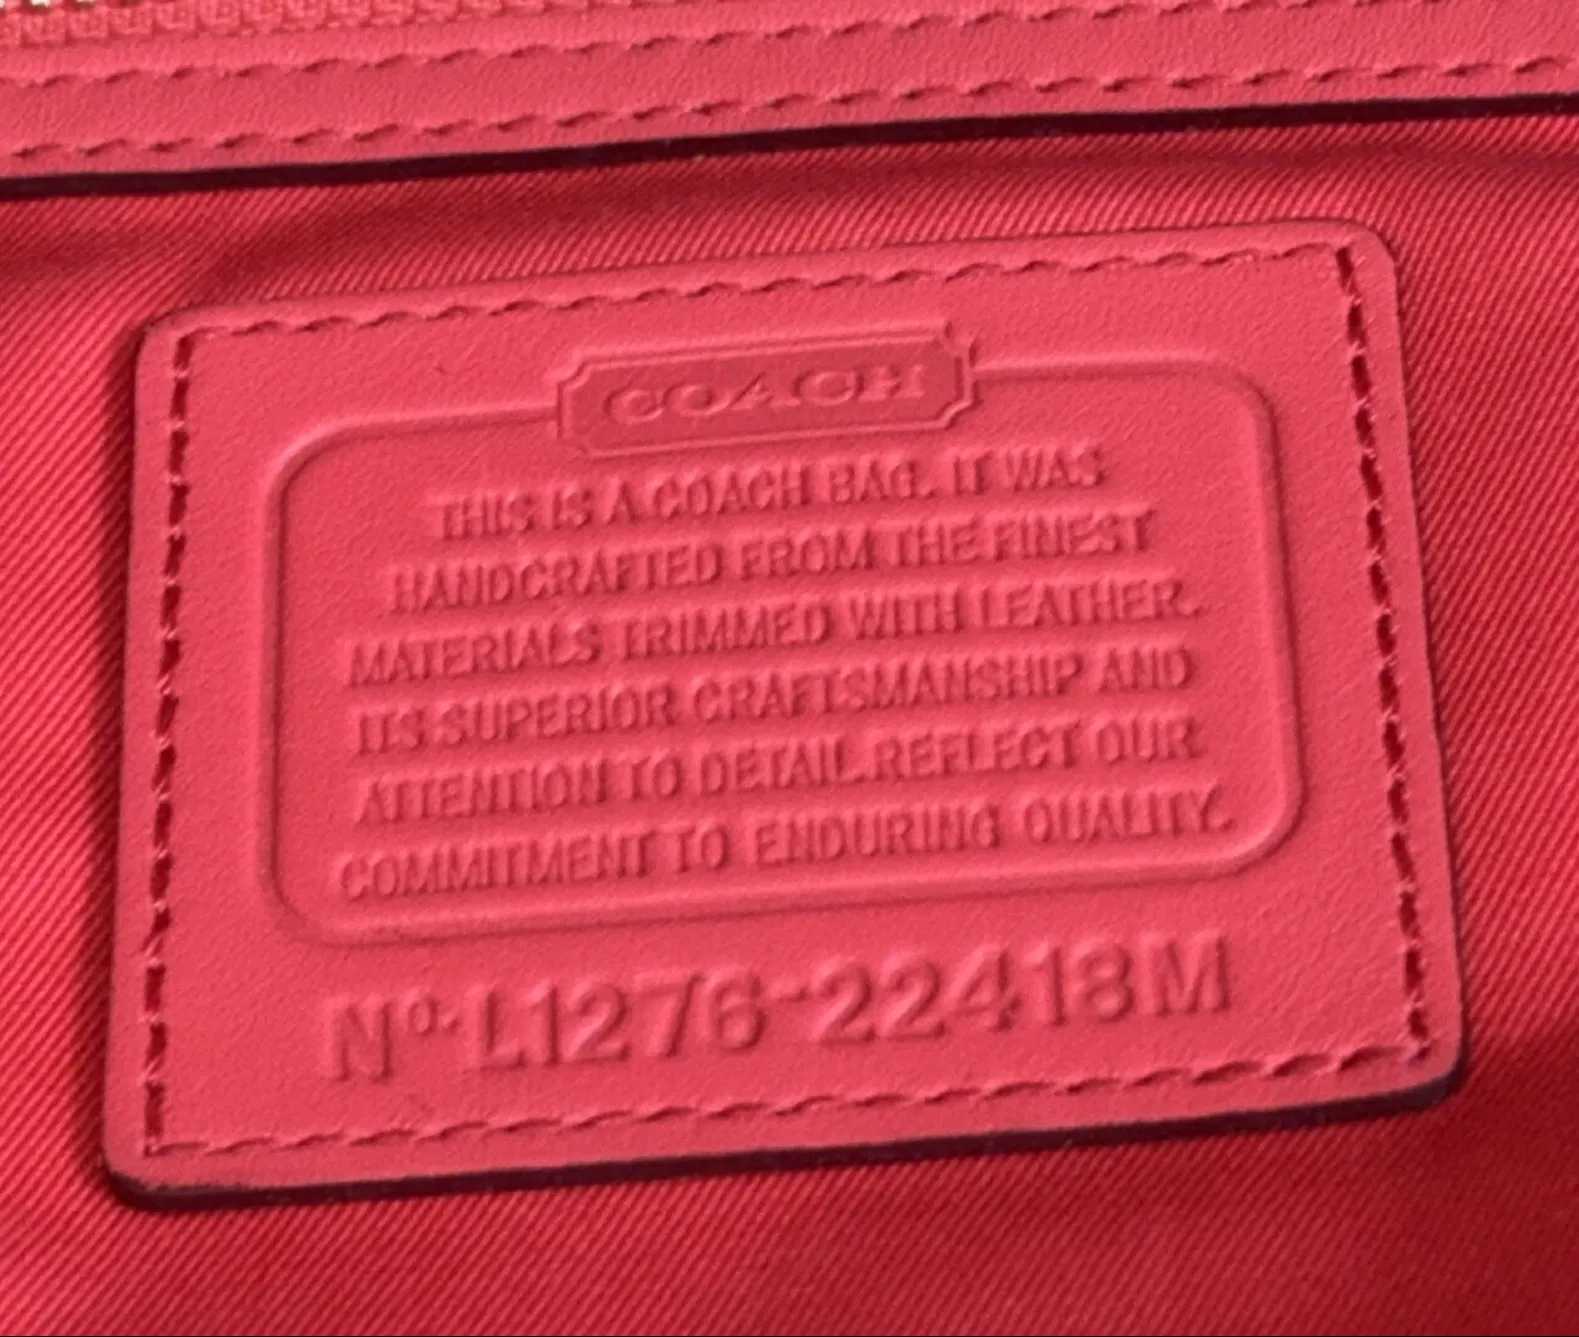 COACH
THIS IS A COACH BAG. IT WAS
HANDCRAFTED FROM THE FINEST
MATERIALS TRIMMED WITH LEATHER.
ITS SUPERIOR CRAFTSMANSHIP AND
ATTENTION TO DETAIL REFLECT OUR
COMMITMENT TO ENDURING QUALITY.
Nº. L1276-22418M